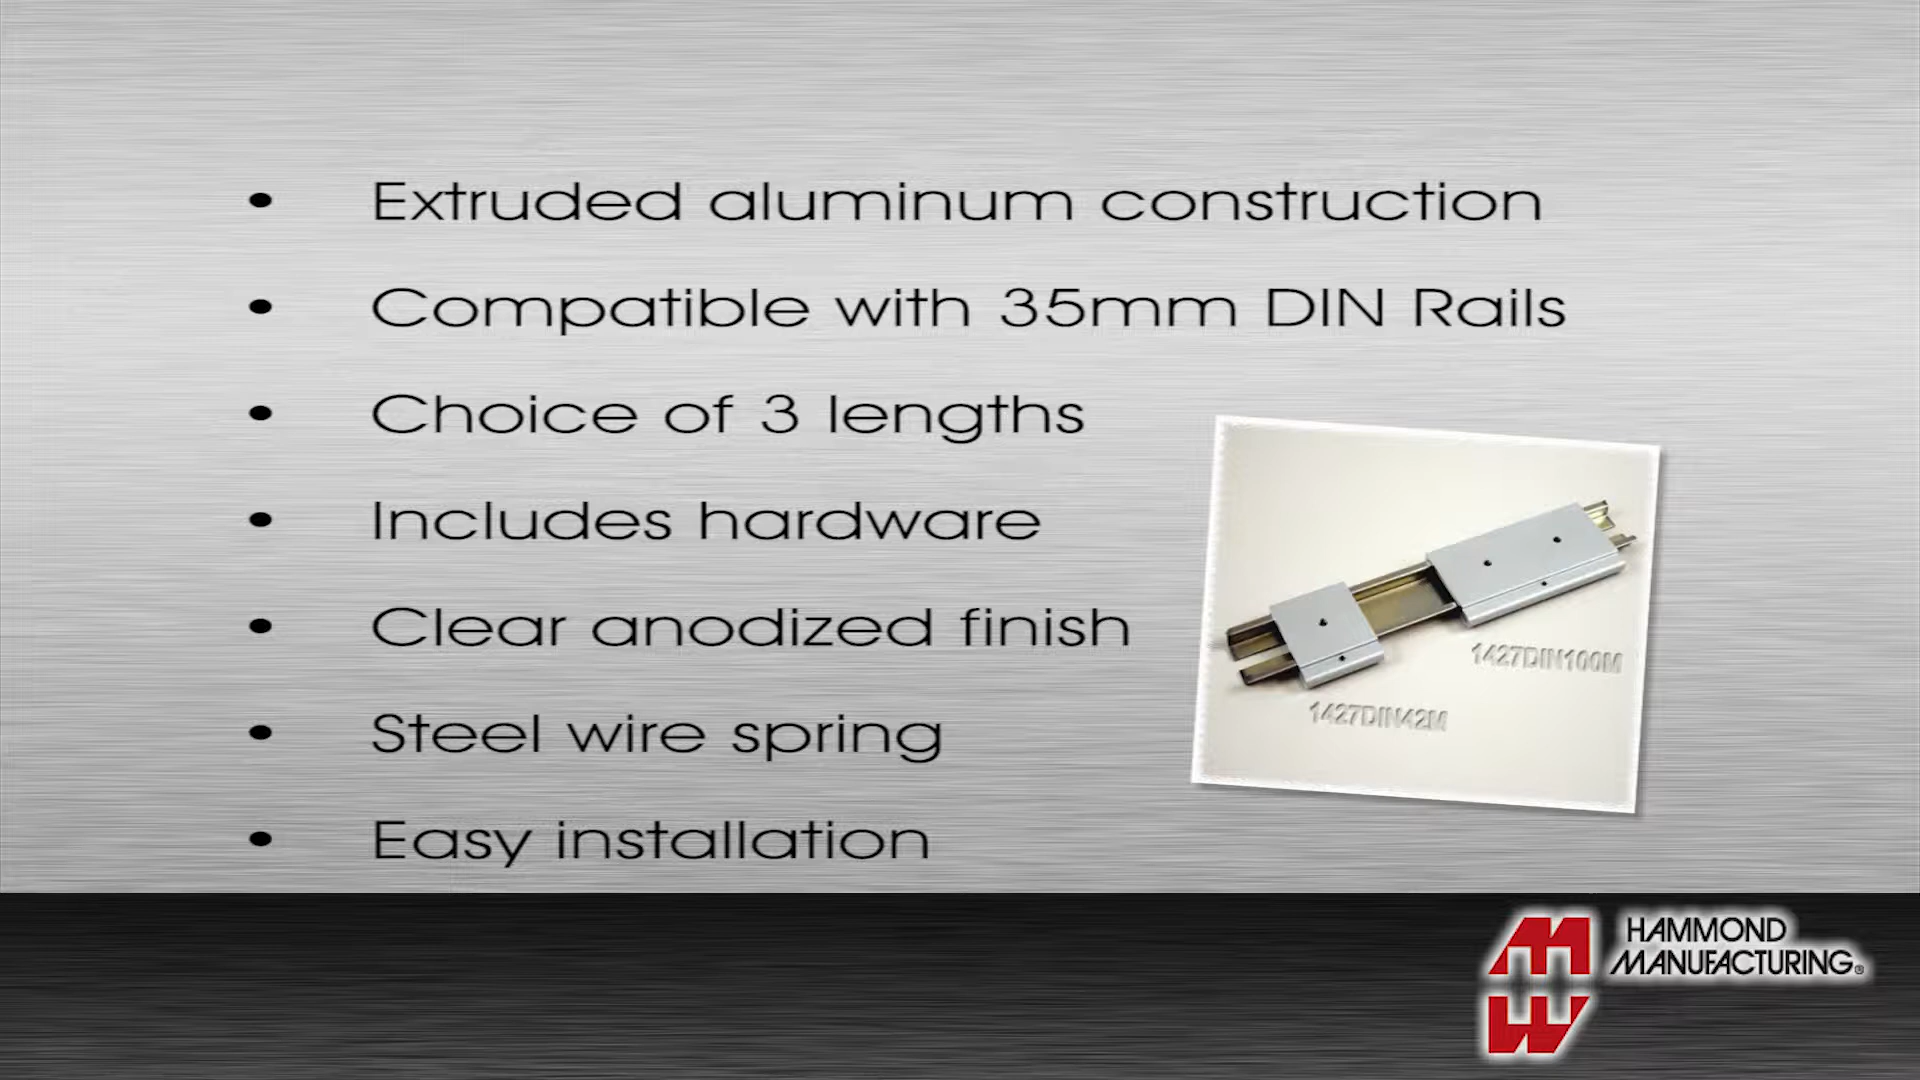 • Extruded aluminum construction
• Compatible with 35mm DIN Rails
• Choice of 3 lengths
• Includes hardware
• Clear anodized finish
• Steel wire spring
• Easy installation
1427DIN100M
1427DIN42M
HAMMOND
MANUFACTURING®